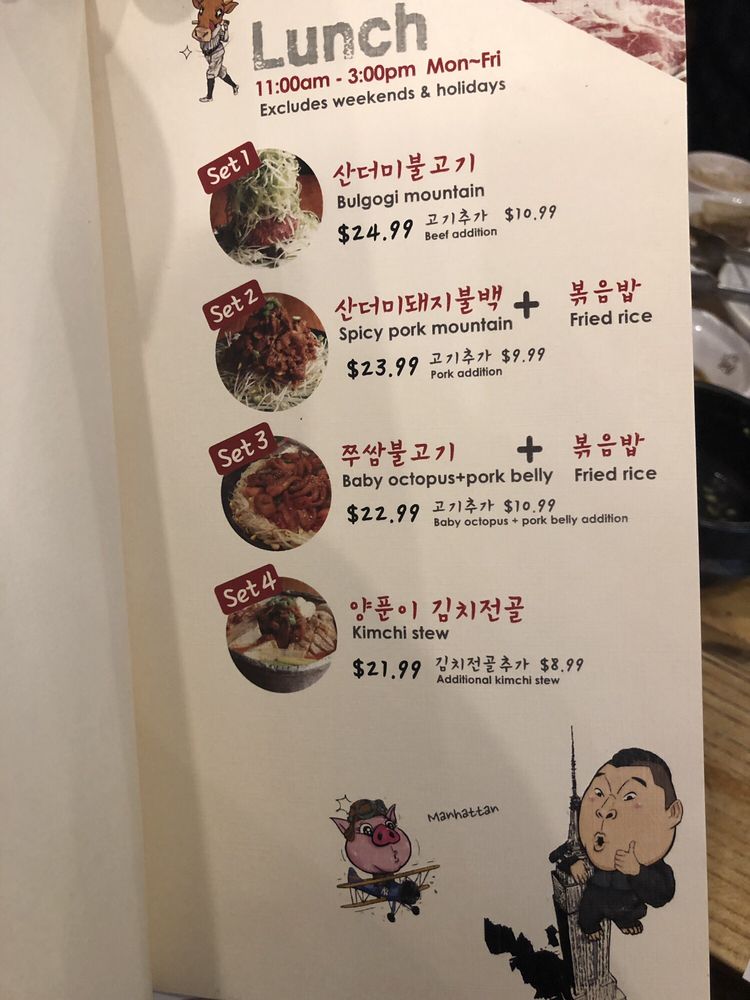 Lunch
11:00am - 3:00pm Mon~Fri
Excludes weekends & holidays
Set 1
산더미불고기
Bulgogi mountain
$24.99 고기추가 $10.99
Beef addition
Set 2
산더미돼지불백 + 볶음밥
Spicy pork mountain Fried rice
$23.99 고기추가 $9.99
Pork addition
Set 3
쭈쌈불고기 + 볶음밥
Baby octopus+pork belly Fried rice
$22.99 고기추가 $10.99
Baby octopus + pork belly addition
Set 4
양푼이 김치전골
Kimchi stew
$21.99 김치전골추가 $8.99
Additional kimchi stew
Manhattan